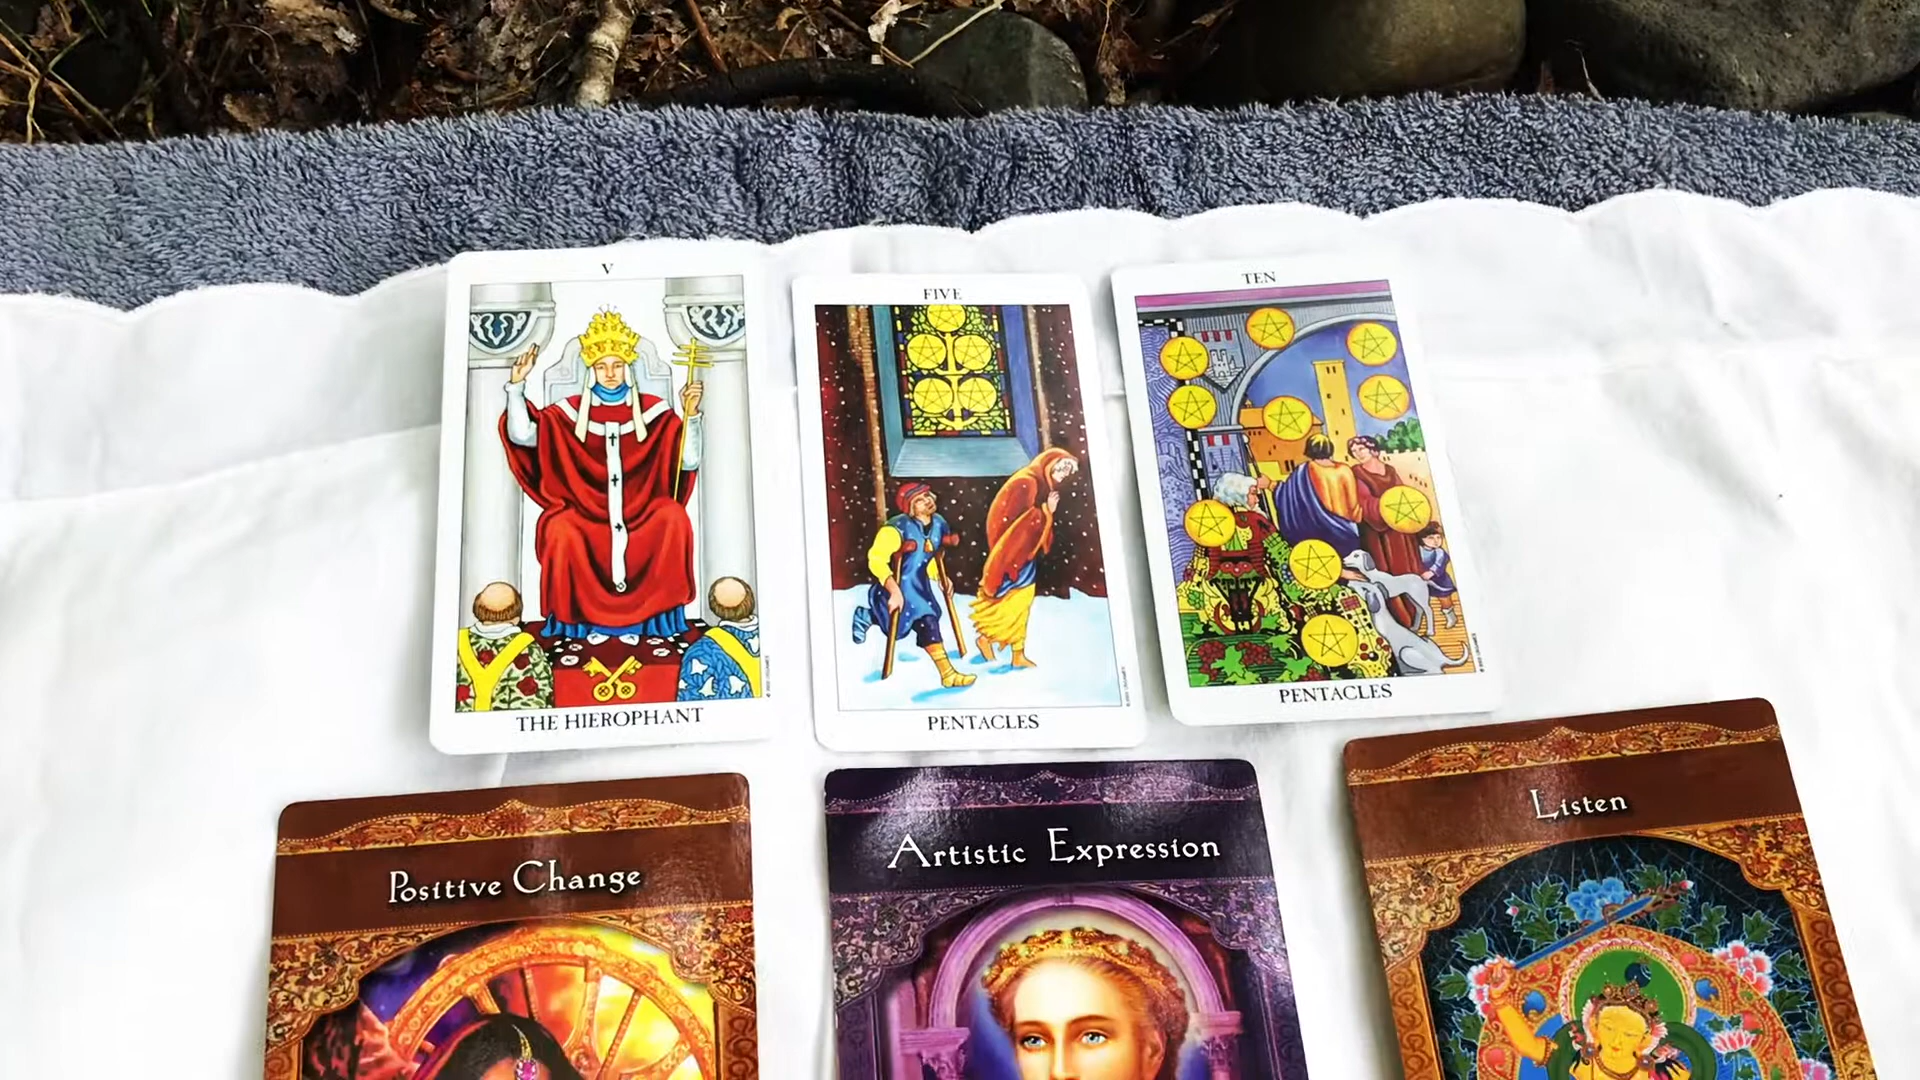 V
THE HIEROPHANT
FIVE
PENTACLES
TEN
PENTACLES
Positive Change
Artistic Expression
Listen